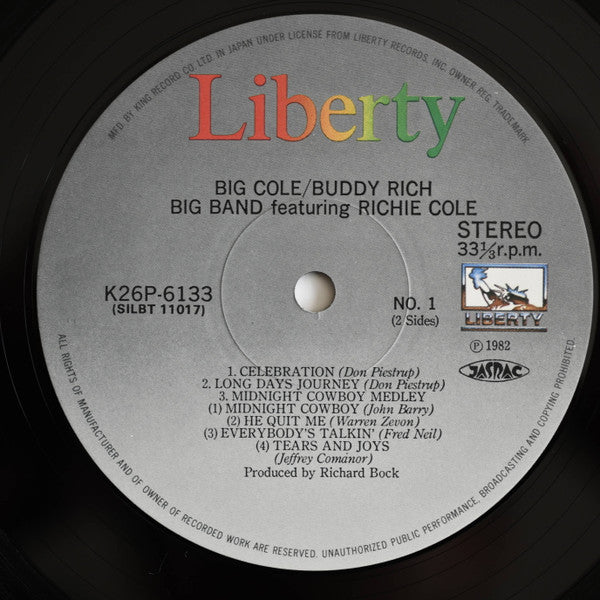 MFD. BY KING RECORD CO. LTD. IN JAPAN UNDER LICENSE FROM LIBERTY RECORDS, INC. OWNER REG. TRADEMARK.
Liberty
BIG COLE/BUDDY RICH
BIG BAND featuring RICHIE COLE
STEREO
33⅓r.p.m.
K26P-6133
(SILBT 11017)
NO. 1
(2 Sides)
LIBERTY
Ⓟ 1982
JASRAC
1. CELEBRATION (Don Piestrup)
2. LONG DAYS JOURNEY (Don Piestrup)
3. MIDNIGHT COWBOY MEDLEY
(1) MIDNIGHT COWBOY (John Barry)
(2) HE QUIT ME (Warren Zevon)
(3) EVERYBODY'S TALKIN' (Fred Neil)
(4) TEARS AND JOYS
(Jeffrey Comanor)
Produced by Richard Bock
ALL RIGHTS OF MANUFACTURER AND OF OWNER OF RECORDED WORK ARE RESERVED. UNAUTHORIZED PUBLIC PERFORMANCE, BROADCASTING AND COPYING PROHIBITED.